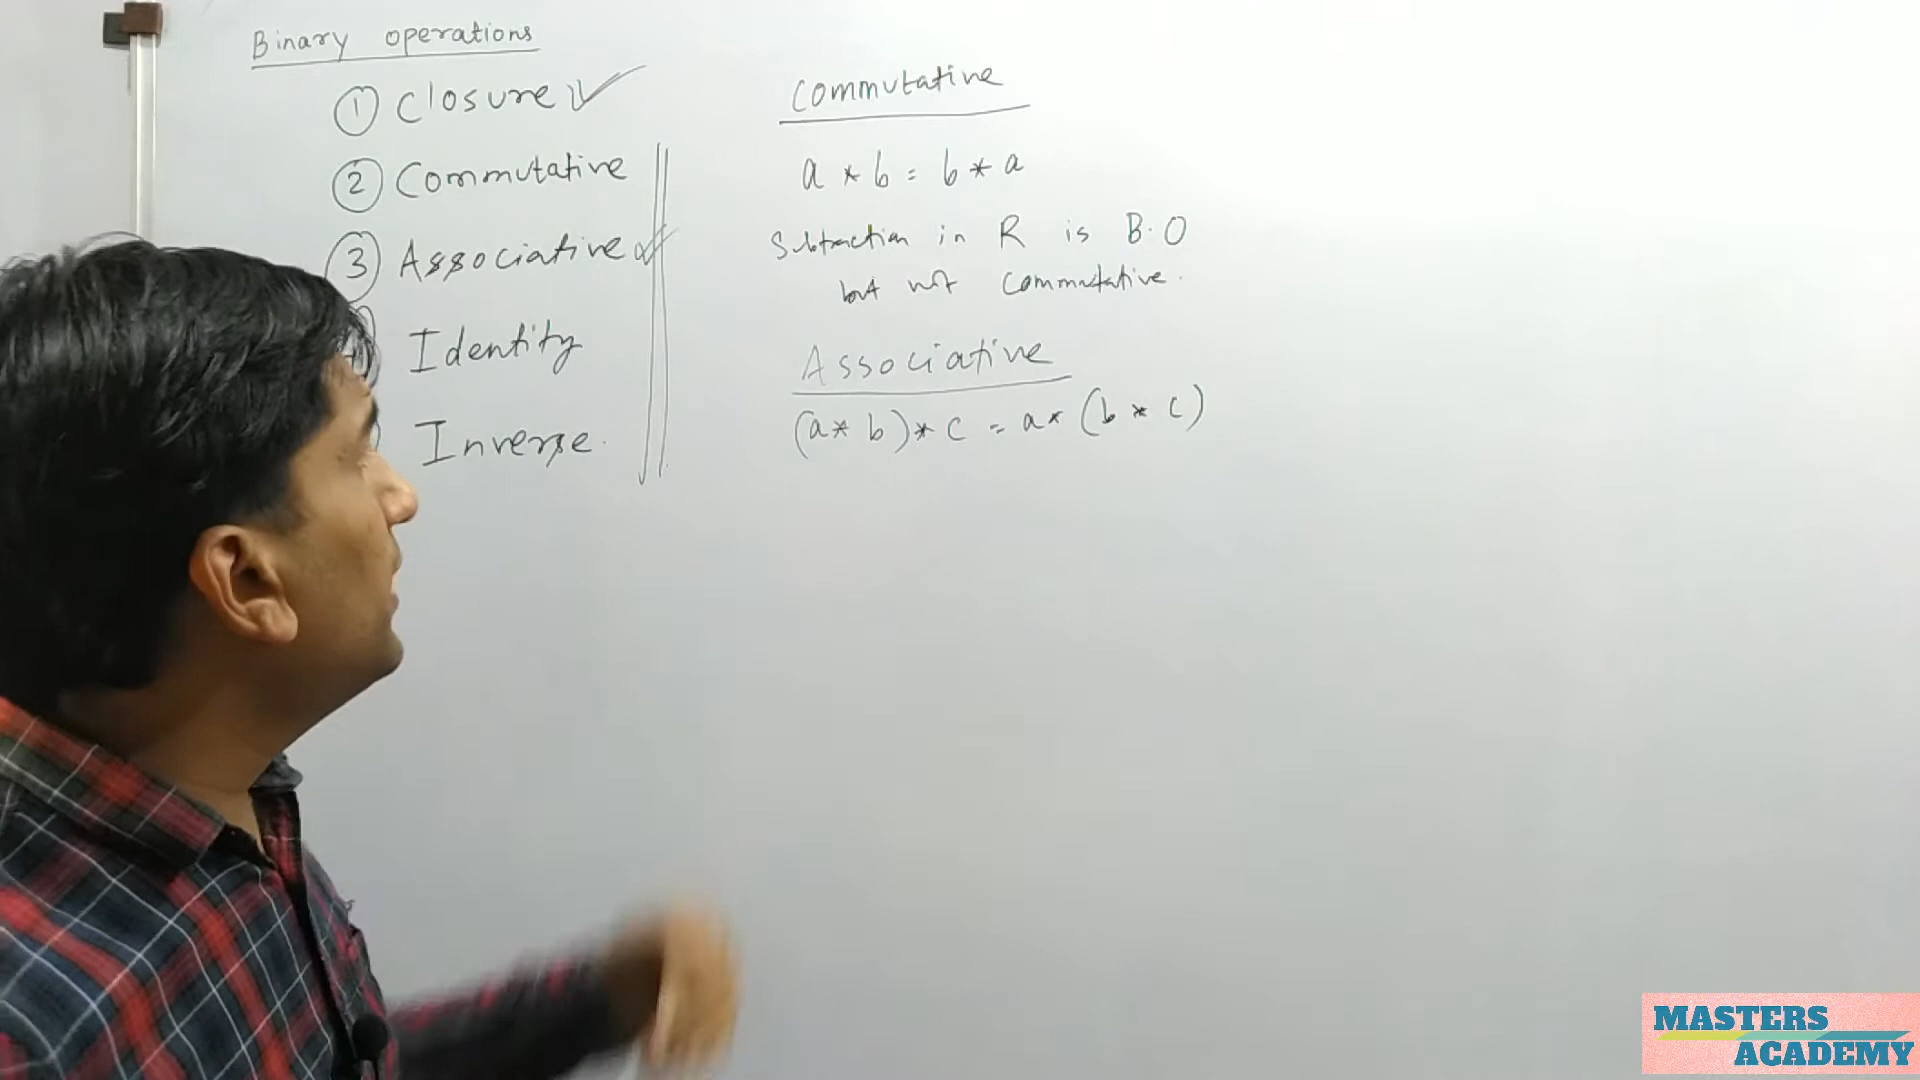 Binary operations
① Closure ✓
② Commutative
③ Associative
Identity
Inverse.
Commutative
a * b = b * a
Subtraction in R is B.O
but not commutative.
Associative
(a * b) * c = a * (b * c)
MASTERS
ACADEMY